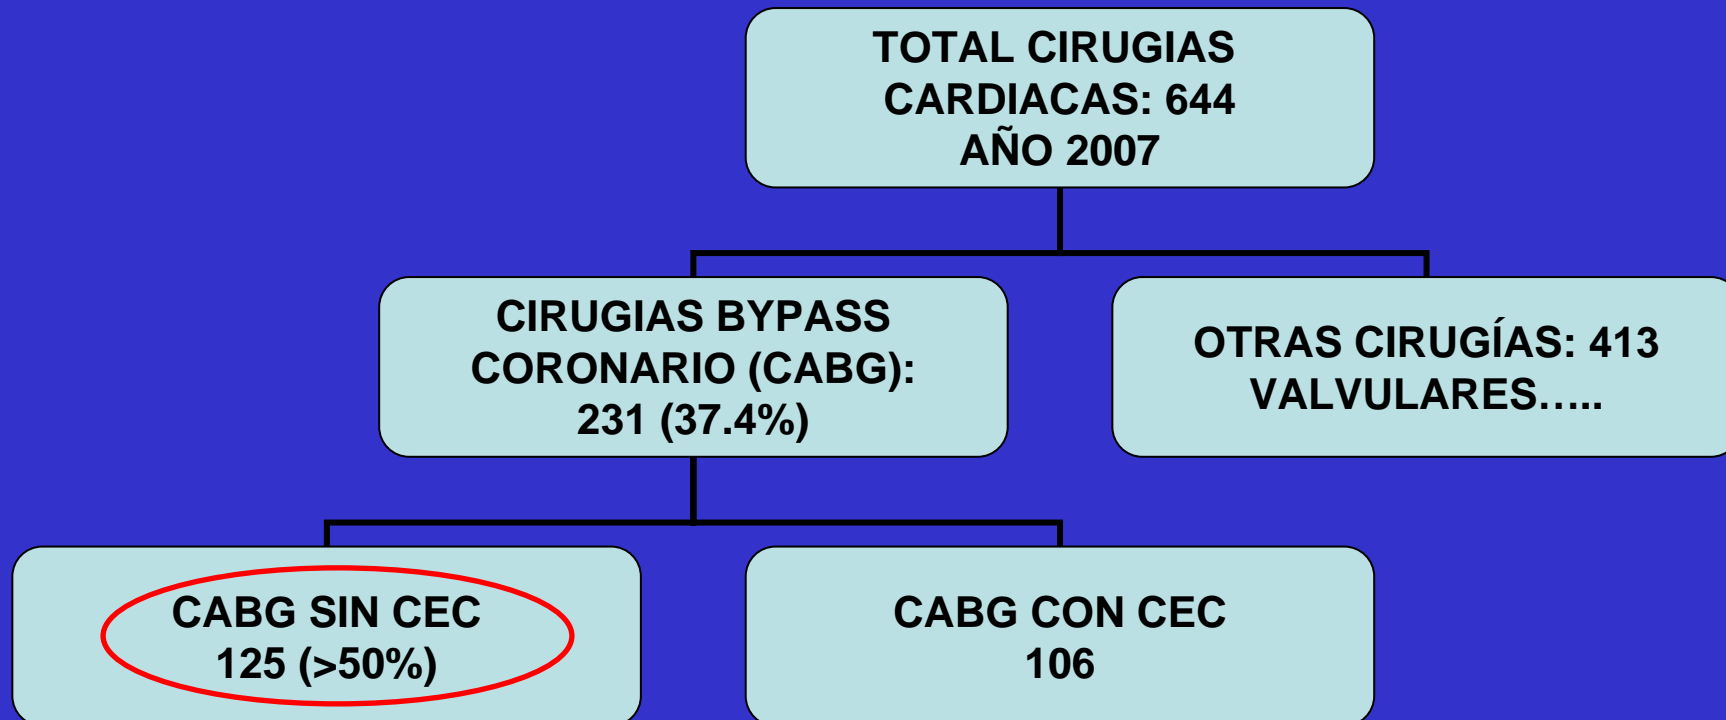 TOTAL CIRUGIAS
CARDIACAS: 644
AÑO 2007
CIRUGIAS BYPASS
CORONARIO (CABG):
231 (37.4%)
OTRAS CIRUGÍAS: 413
VALVULARES…..
CABG SIN CEC
125 (>50%)
CABG CON CEC
106